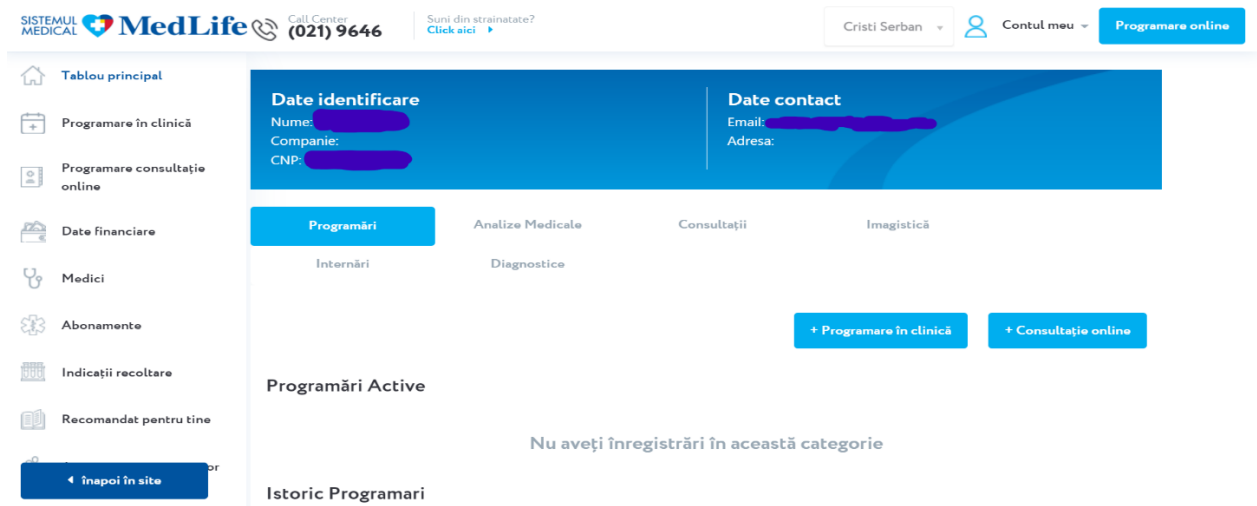 SISTEMUL
MEDICAL
MedLife
Call Center
(021) 9646
Suni din strainatate?
Click aici
Cristi Serban
Contul meu
Programare online
Tablou principal
Programare în clinică
Programare consultație
online
Date financiare
Medici
Abonamente
Indicații recoltare
Recomandat pentru tine
or
înapoi în site
Date identificare
Nume:
Companie:
CNP:
Date contact
Email:
Adresa:
Programări
Analize Medicale
Consultații
Imagistică
Internări
Diagnostice
+ Programare în clinică
+ Consultație online
Programări Active
Nu aveți înregistrări în această categorie
Istoric Programari